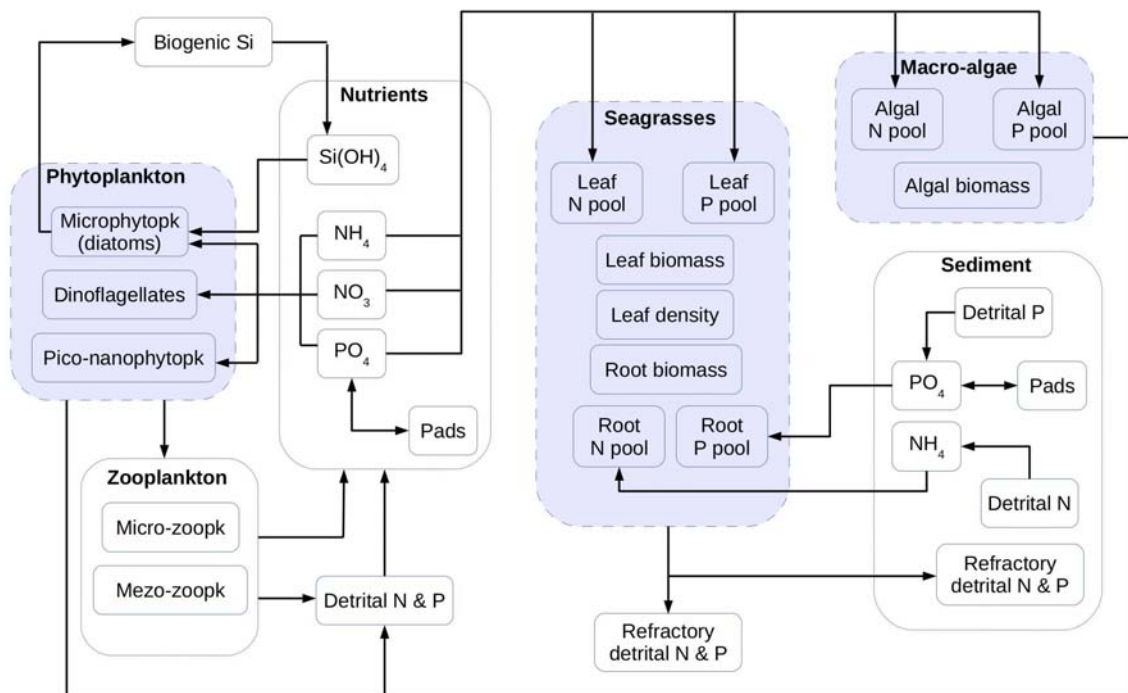 Biogenic Si
Nutrients
Si(OH)4
NH4
NO3
PO4
Pads
Phytoplankton
Microphytopk
(diatoms)
Dinoflagellates
Pico-nanophytopk
Zooplankton
Micro-zoopk
Mezo-zoopk
Detrital N & P
Seagrasses
Leaf
N pool
Leaf
P pool
Leaf biomass
Leaf density
Root biomass
Root
N pool
Root
P pool
Refractory
detrital N & P
Macro-algae
Algal
N pool
Algal
P pool
Algal biomass
Sediment
Detrital P
PO4
Pads
NH4
Detrital N
Refractory
detrital N & P